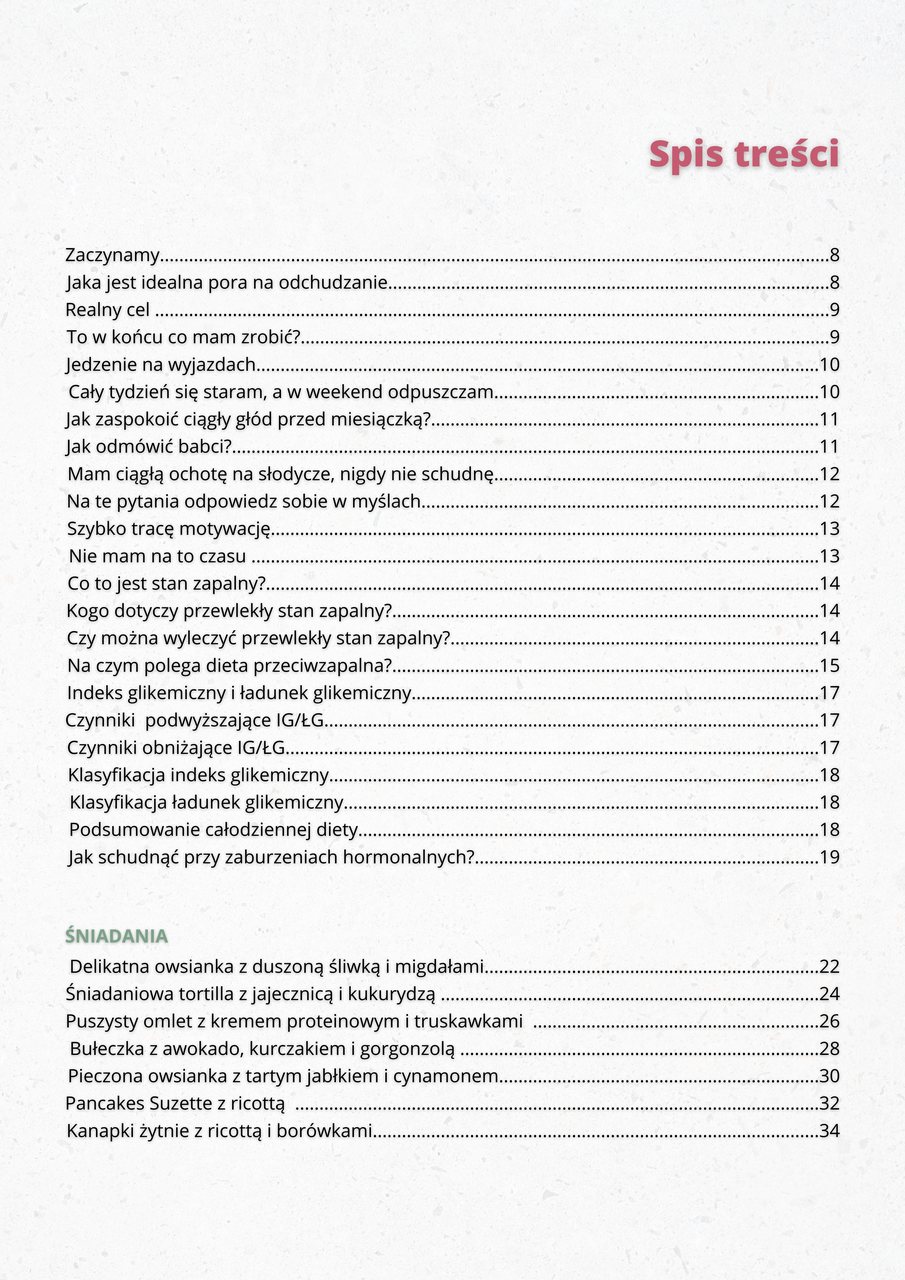 Spis treści
Zaczynamy........................................................................................................................................8
Jaka jest idealna pora na odchudzanie..........................................................................................8
Realny cel .........................................................................................................................................9
To w końcu co mam zrobić?............................................................................................................9
Jedzenie na wyjazdach...................................................................................................................10
Cały tydzień się staram, a w weekend odpuszczam..................................................................10
Jak zaspokoić ciągły głód przed miesiączką?...............................................................................11
Jak odmówić babci?........................................................................................................................11
Mam ciągłą ochotę na słodycze, nigdy nie schudnę..................................................................12
Na te pytania odpowiedz sobie w myślach.................................................................................12
Szybko tracę motywację................................................................................................................13
Nie mam na to czasu ....................................................................................................................13
Co to jest stan zapalny?.................................................................................................................14
Kogo dotyczy przewlekły stan zapalny?.......................................................................................14
Czy można wyleczyć przewlekły stan zapalny?...........................................................................14
Na czym polega dieta przeciwzapalna?.......................................................................................15
Indeks glikemiczny i ładunek glikemiczny...................................................................................17
Czynniki  podwyższające IG/ŁG.....................................................................................................17
Czynniki obniżające IG/ŁG.............................................................................................................17
Klasyfikacja indeks glikemiczny....................................................................................................18
Klasyfikacja ładunek glikemiczny.................................................................................................18
Podsumowanie całodziennej diety..............................................................................................18
Jak schudnąć przy zaburzeniach hormonalnych?......................................................................19
ŚNIADANIA
Delikatna owsianka z duszoną śliwką i migdałami....................................................................22
Śniadaniowa tortilla z jajecznicą i kukurydzą .............................................................................24
Puszysty omlet z kremem proteinowym i truskawkami  ..........................................................26
Bułeczka z awokado, kurczakiem i gorgonzolą .........................................................................28
Pieczona owsianka z tartym jabłkiem i cynamonem.................................................................30
Pancakes Suzette z ricottą  ...........................................................................................................32
Kanapki żytnie z ricottą i borówkami...........................................................................................34